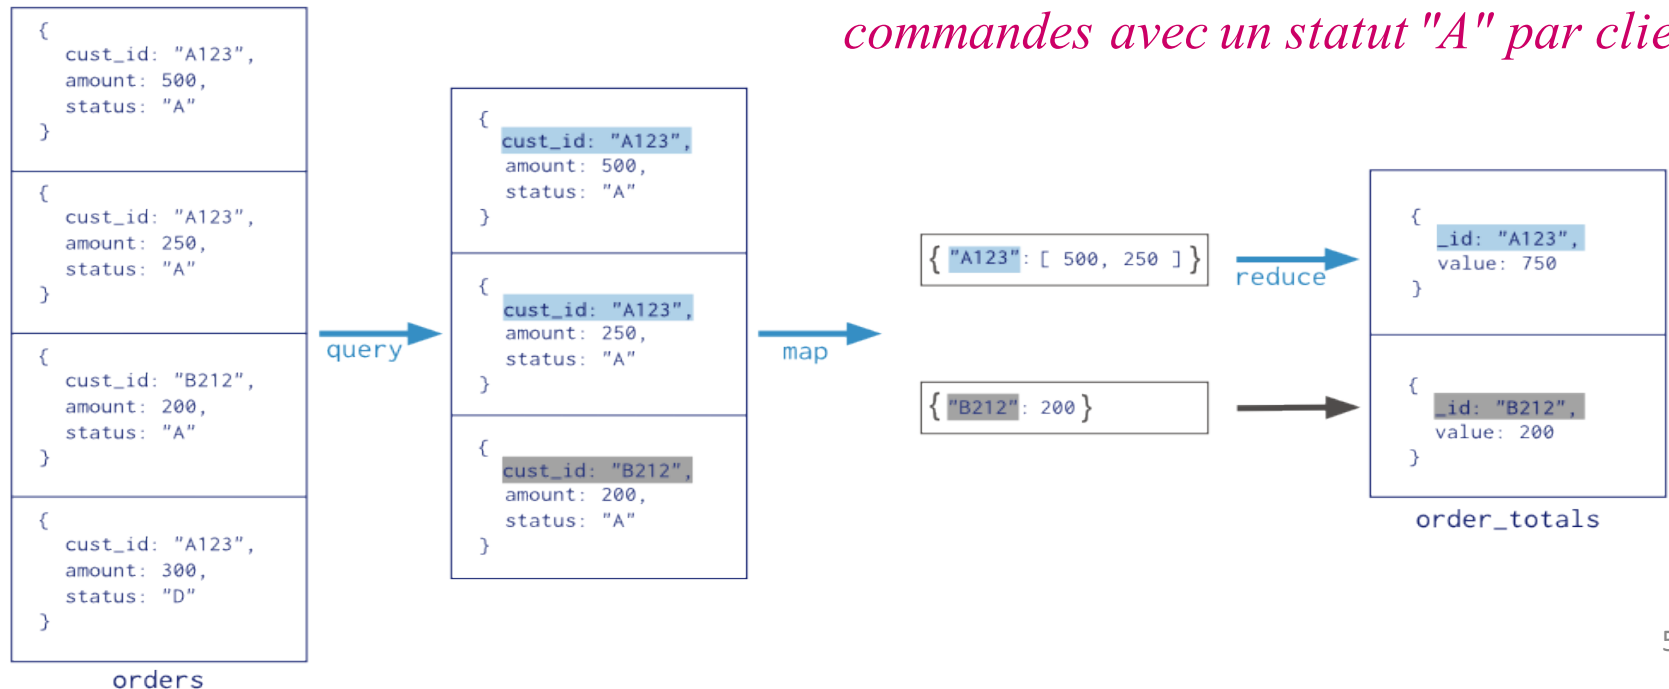 commandes avec un statut "A" par
{
cust_id: "A123",
amount: 500,
status: "A"
}
{
cust_id: "A123",
amount: 250,
status: "A"
}
{
cust_id: "B212",
amount: 200,
status: "A"
}
{
cust_id: "A123",
amount: 300,
status: "D"
}
orders
query
{
cust_id: "A123",
amount: 500,
status: "A"
}
{
cust_id: "A123",
amount: 250,
status: "A"
}
{
cust_id: "B212",
amount: 200,
status: "A"
}
map
{ "A123": [ 500, 250 ] }
{ "B212": 200 }
reduce
{
_id: "A123",
value: 750
}
{
_id: "B212",
value: 200
}
order_totals